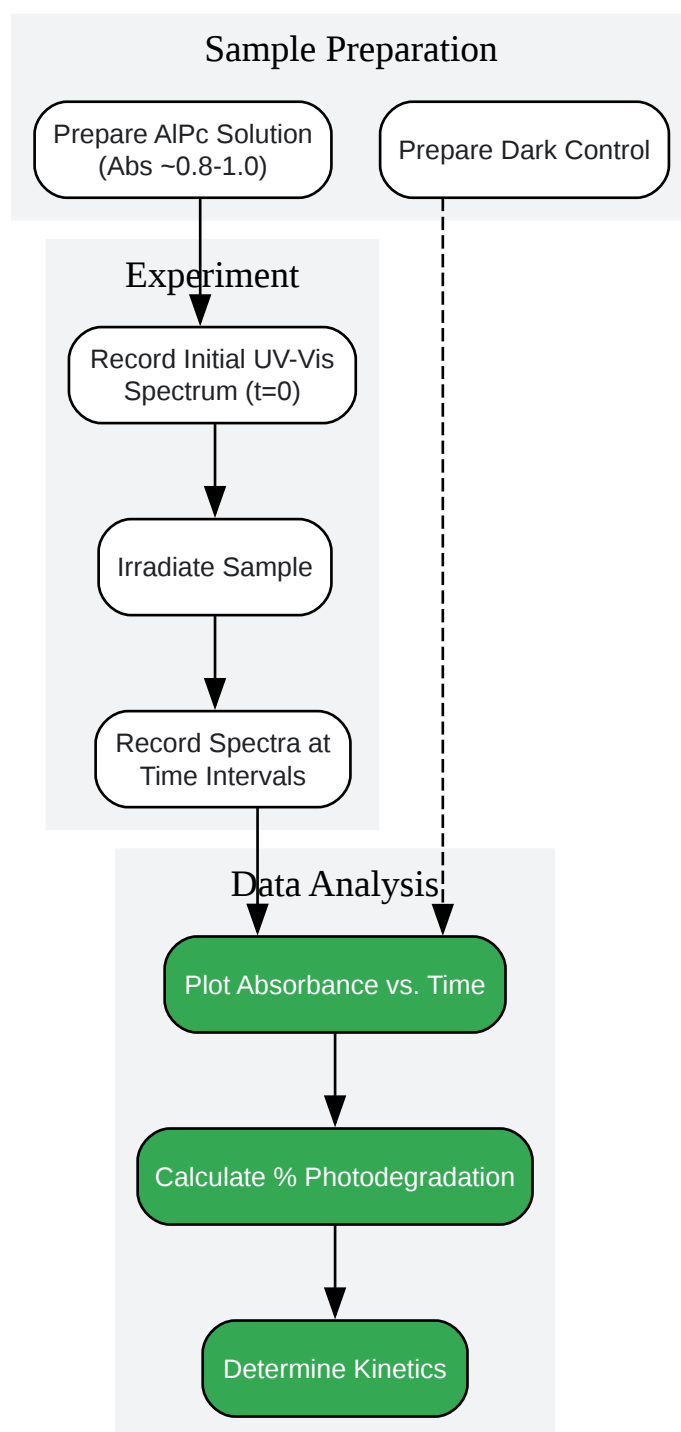 Sample Preparation
Prepare AlPc Solution
(Abs ~0.8-1.0)
Prepare Dark Control
Experiment
Record Initial UV-Vis
Spectrum (t=0)
Irradiate Sample
Record Spectra at
Time Intervals
Data Analysis
Plot Absorbance vs. Time
Calculate % Photodegradation
Determine Kinetics